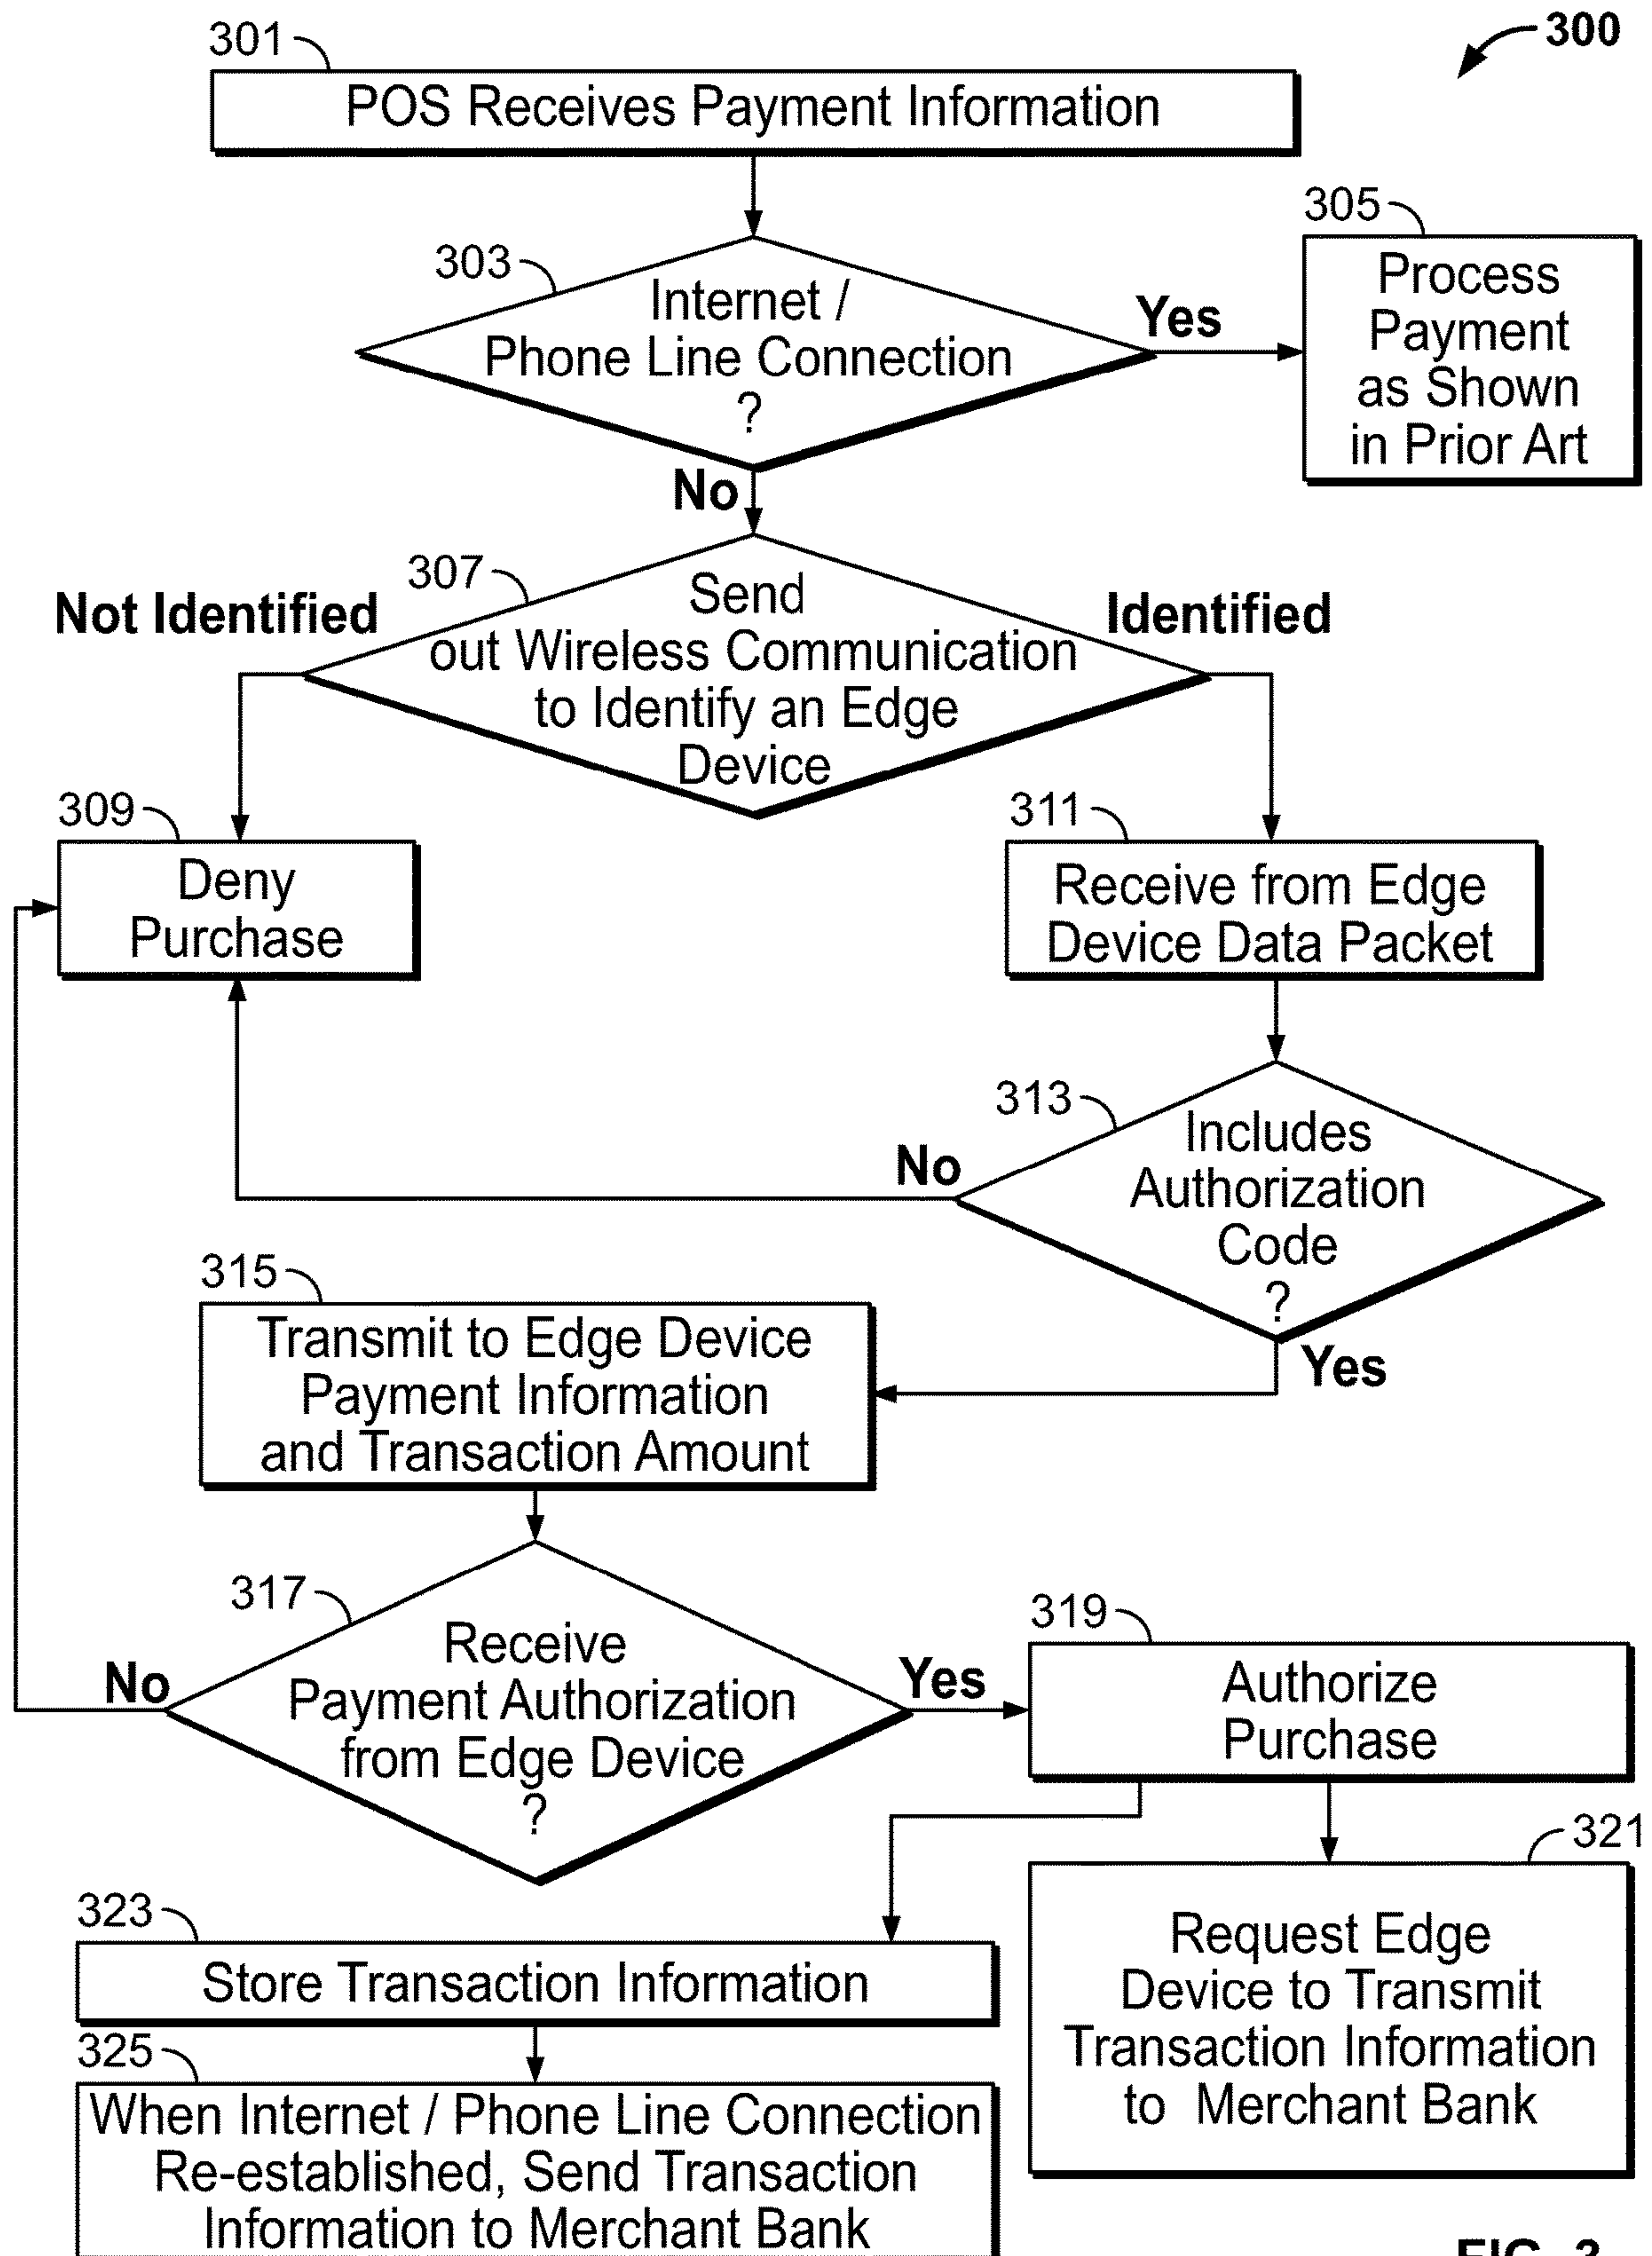 300
301
POS Receives Payment Information
303
Internet /
Phone Line Connection
?
Yes
305
Process
Payment
as Shown
in Prior Art
No
307
Send
out Wireless Communication
to Identify an Edge
Device
Not Identified
Identified
309
Deny
Purchase
311
Receive from Edge
Device Data Packet
313
Includes
Authorization
Code
?
No
Yes
315
Transmit to Edge Device
Payment Information
and Transaction Amount
317
Receive
Payment Authorization
from Edge Device
?
No
Yes
319
Authorize
Purchase
321
Request Edge
Device to Transmit
Transaction Information
to Merchant Bank
323
Store Transaction Information
325
When Internet / Phone Line Connection
Re-established, Send Transaction
Information to Merchant Bank
FIG. 3